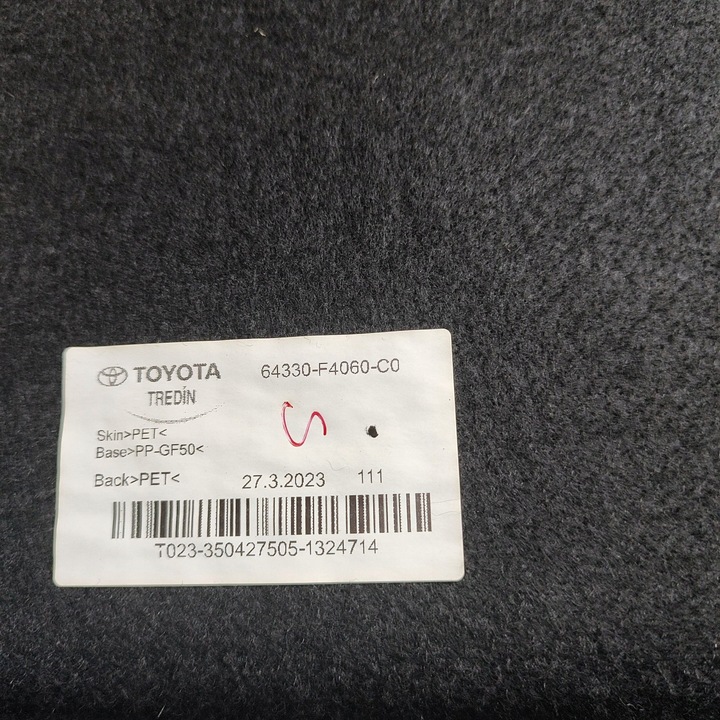 TOYOTA 64330-F4060-C0
TREDİN
Skin>PET<
Base>PP-GF50<
Back>PET< 27.3.2023 111
T023-350427505-1324714